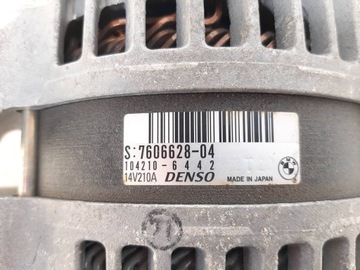 S:7606628-04
104210-6442
14V210A DENSO MADE IN JAPAN